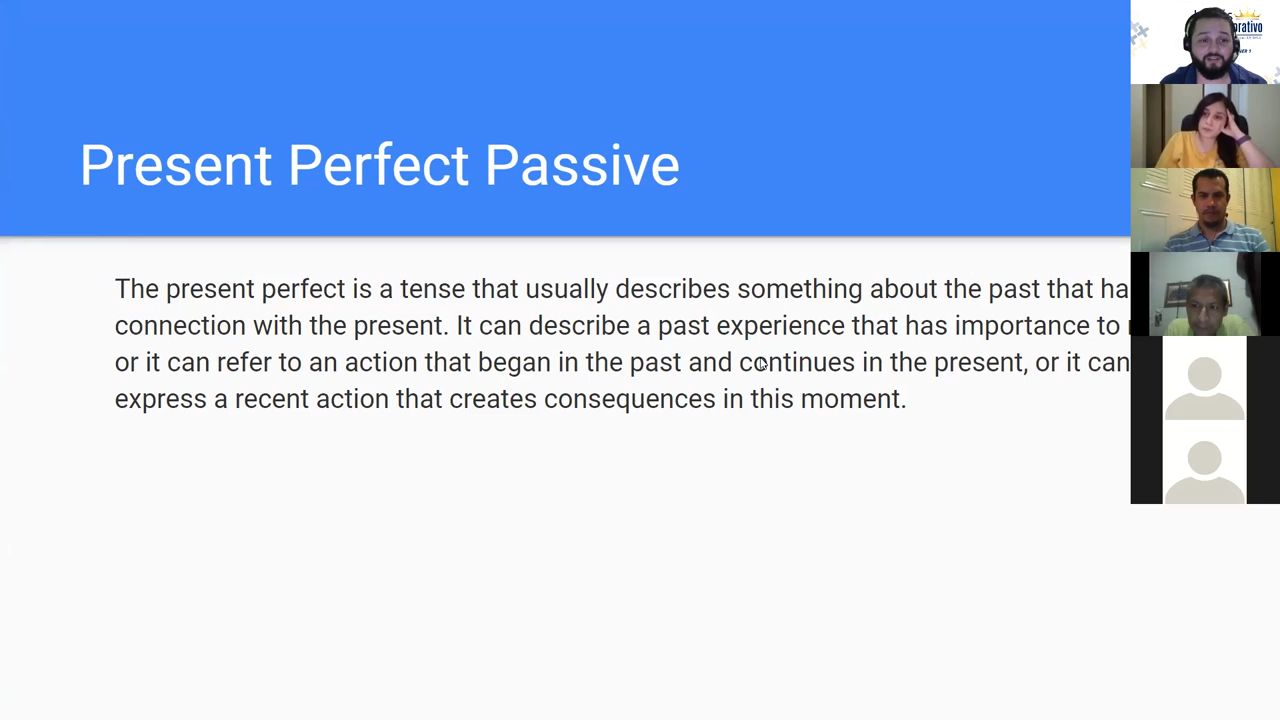 Present Perfect Passive
The present perfect is a tense that usually describes something about the past that ha
connection with the present. It can describe a past experience that has importance to
or it can refer to an action that began in the past and continues in the present, or it can
express a recent action that creates consequences in this moment.